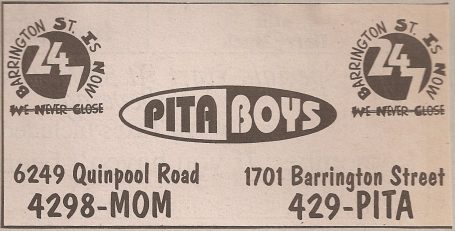 BARRINGTON ST. IS NOW
24
7
WE NEVER CLOSE
BARRINGTON ST. IS NOW
24
7
WE NEVER CLOSE
PITA BOYS
6249 Quinpool Road
4298-MOM
1701 Barrington Street
429-PITA